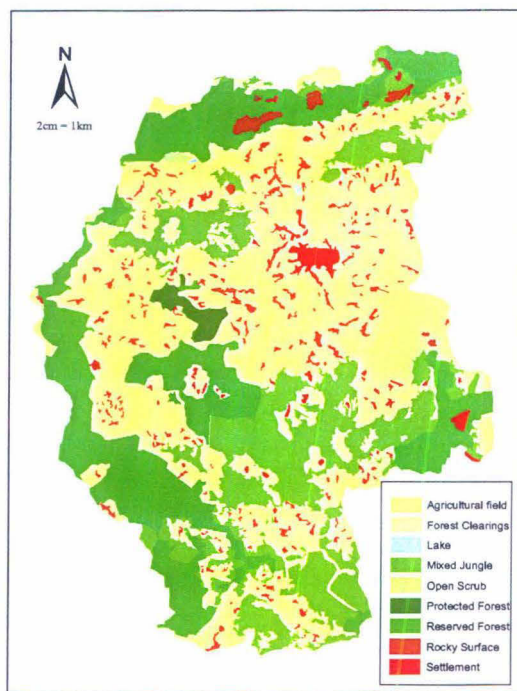 N
2cm = 1km
Agricultural field
Forest Clearings
Lake
Mixed Jungle
Open Scrub
Protected Forest
Reserved Forest
Rocky Surface
Settlement